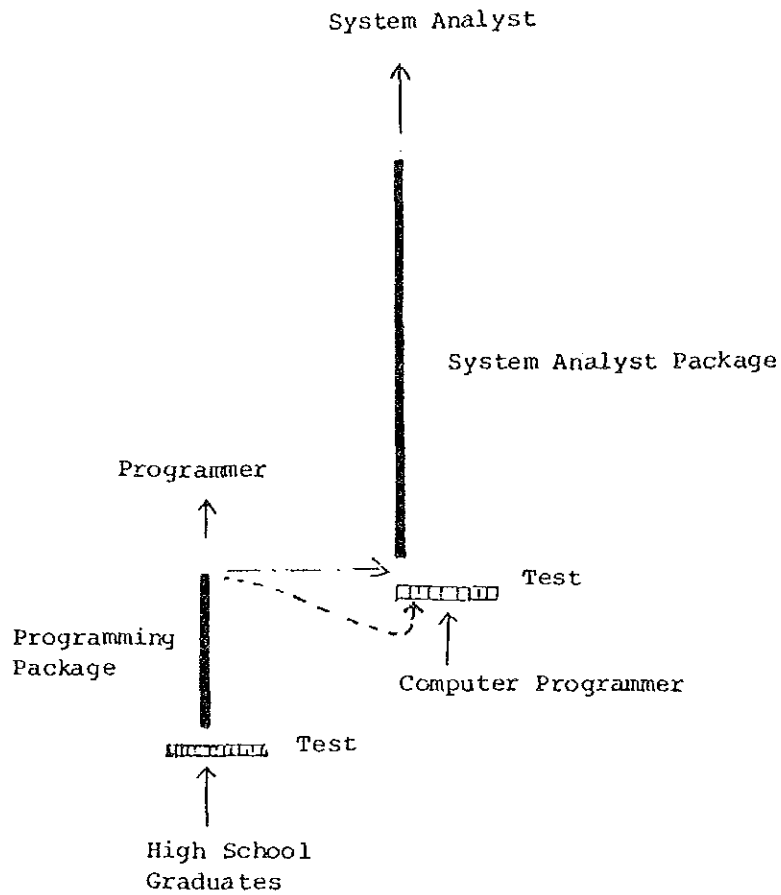 System Analyst
System Analyst Package
Programmer
Test
Programming
Package
Computer Programmer
Test
High School
Graduates